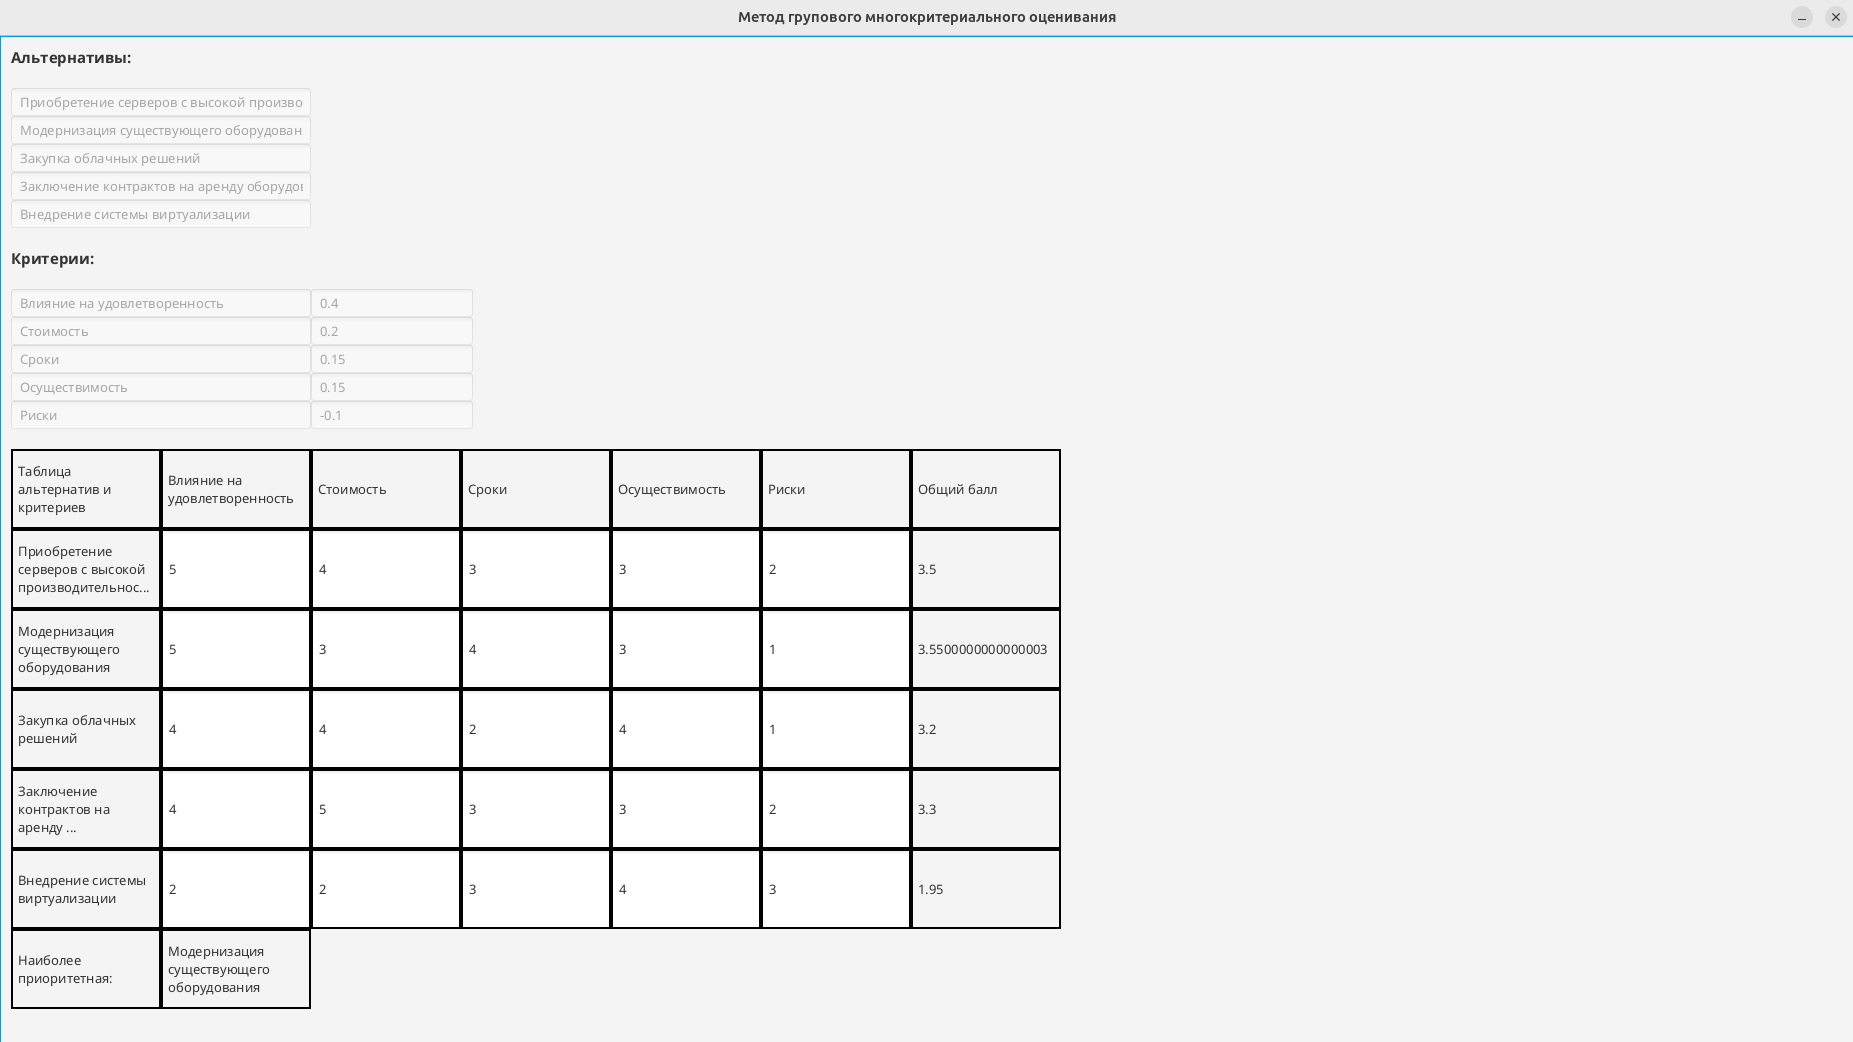 Метод групового многокритериального оценивания
Альтернативы:
Приобретение серверов с высокой произво
Модернизация существующего оборудован
Закупка облачных решений
Заключение контрактов на аренду оборудов
Внедрение системы виртуализации
Критерии:
Влияние на удовлетворенность 0.4
Стоимость 0.2
Сроки 0.15
Осуществимость 0.15
Риски -0.1
Таблица
альтернатив и
критериев
Влияние на
удовлетворенность
Стоимость
Сроки
Осуществимость
Риски
Общий балл
Приобретение
серверов с высокой
производительнос...
5 4 3 3 2 3.5
Модернизация
существующего
оборудования
5 3 4 3 1 3.5500000000000003
Закупка облачных
решений
4 4 2 4 1 3.2
Заключение
контрактов на
аренду ...
4 5 3 3 2 3.3
Внедрение системы
виртуализации
2 2 3 4 3 1.95
Наиболее
приоритетная:
Модернизация
существующего
оборудования